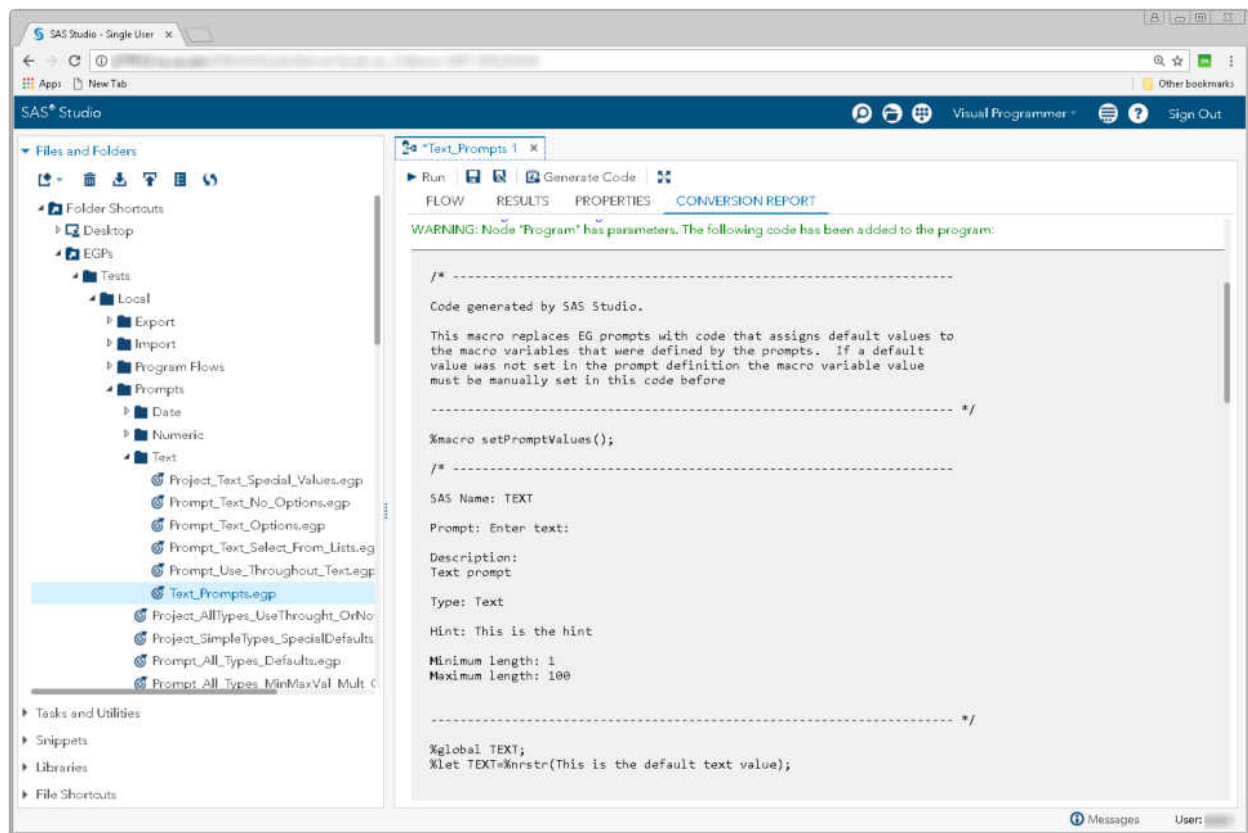 SAS Studio - Single User ×
Apps New Tab Other bookmarks
SAS® Studio Visual Programmer Sign Out
Files and Folders
Folder Shortcuts
Desktop
EGPs
Tests
Local
Export
Import
Program Flows
Prompts
Date
Numeric
Text
Project_Text_Special_Values.egp
Prompt_Text_No_Options.egp
Prompt_Text_Options.egp
Prompt_Text_Select_From_Lists.eg
Prompt_Use_Throughout_Text.egp
Text_Prompts.egp
Project_AllTypes_UseThrought_OrNo
Project_SimpleTypes_SpecialDefaults
Prompt_All_Types_Defaults.egp
Prompt_All_Types_MinMaxVal_Mult_
Tasks and Utilities
Snippets
Libraries
File Shortcuts
*Text_Prompts 1 ×
Run Generate Code
FLOW RESULTS PROPERTIES CONVERSION REPORT
WARNING: Node "Program" has parameters. The following code has been added to the program:
/* --------------------------------------------------------------------
Code generated by SAS Studio.
This macro replaces EG prompts with code that assigns default values to
the macro variables that were defined by the prompts. If a default
value was not set in the prompt definition the macro variable value
must be manually set in this code before
----------------------------------------------------------------------- */
%macro setPromptValues();
/* --------------------------------------------------------------------
SAS Name: TEXT
Prompt: Enter text:
Description:
Text prompt
Type: Text
Hint: This is the hint
Minimum length: 1
Maximum length: 100
----------------------------------------------------------------------- */
%global TEXT;
%let TEXT=%nrstr(This is the default text value);
Messages User: